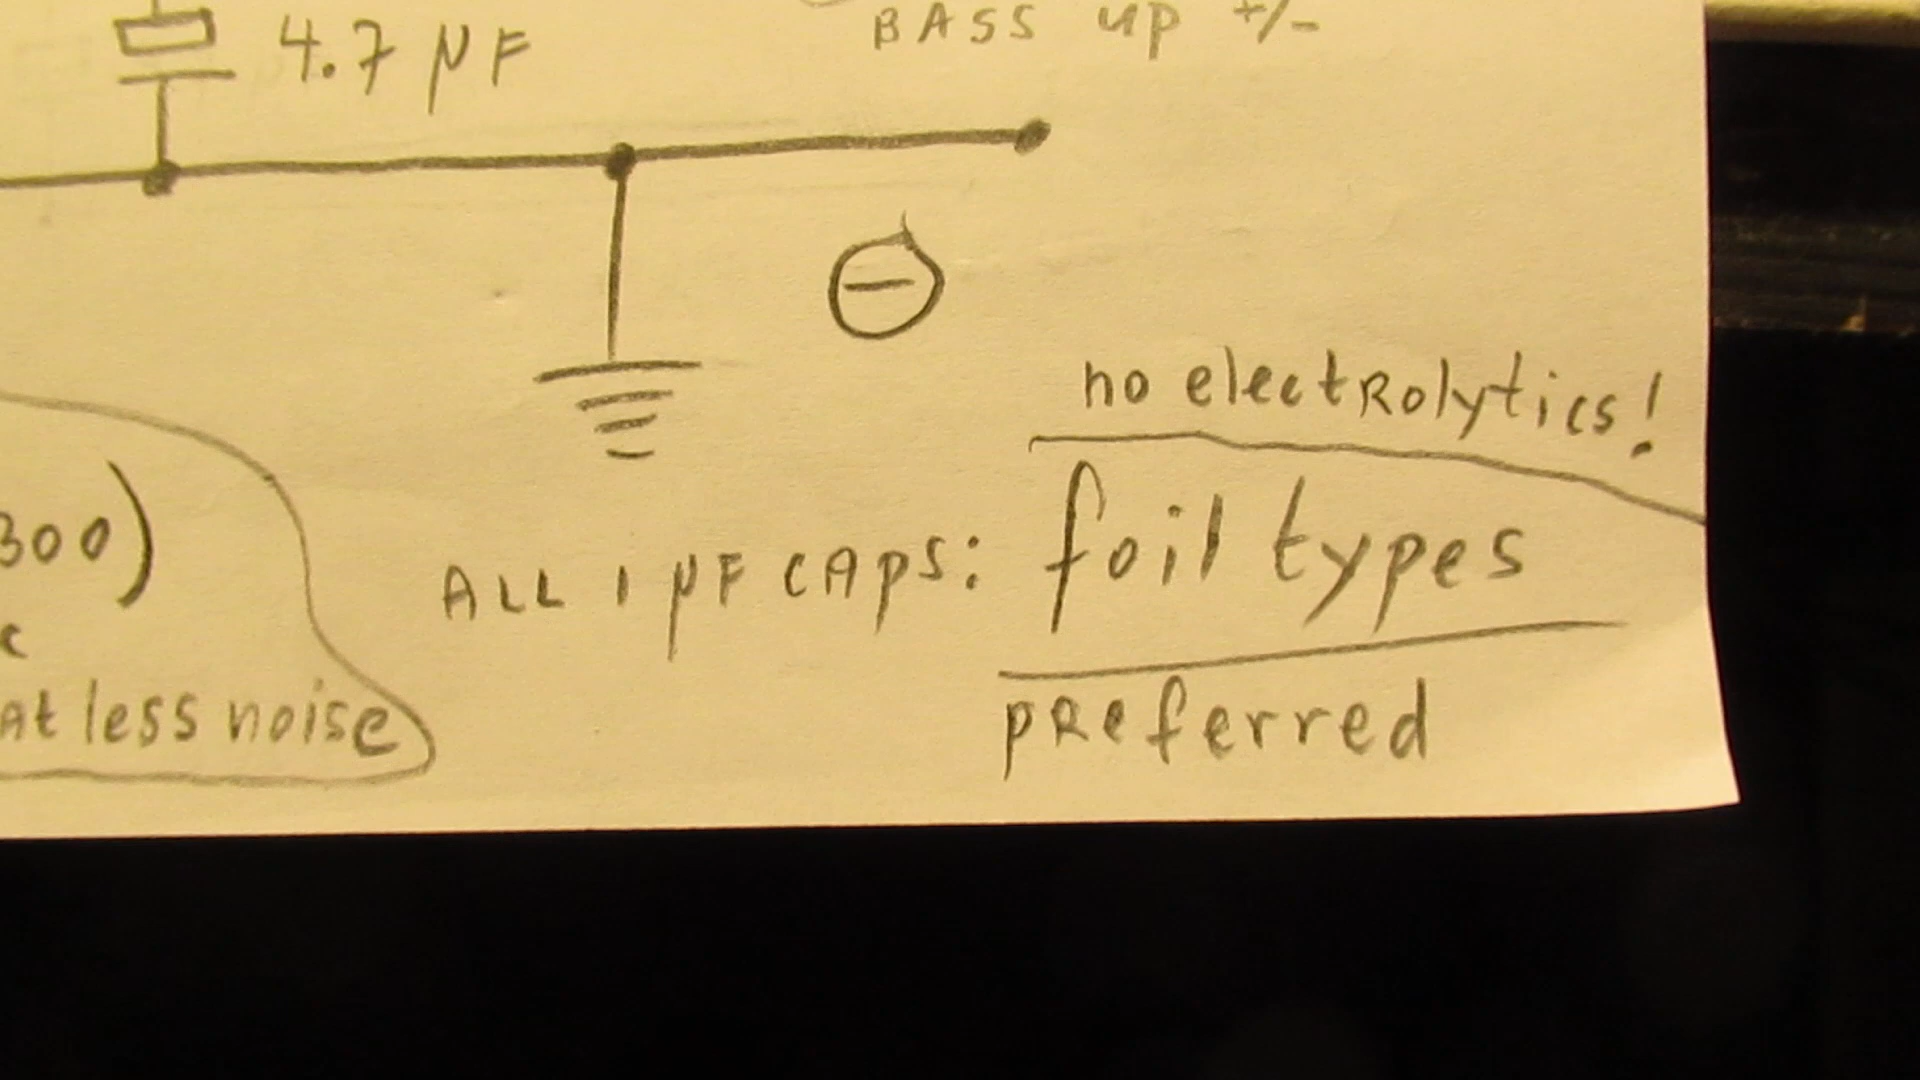 BASS up +/-
4.7 µF
-
no electrolytics!
300)
ALL 1 µF CAPS: foil types
c
At less noise
preferred